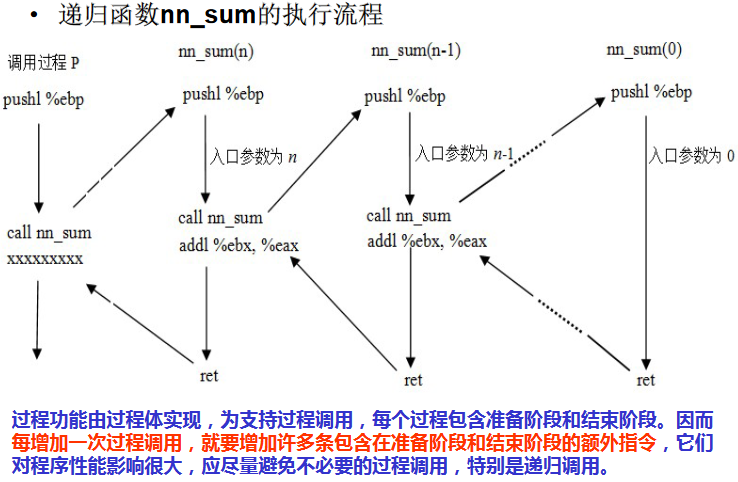 • 递归函数nn_sum的执行流程
调用过程 P
pushl %ebp
call nn_sum
xxxxxxxxx
nn_sum(n)
pushl %ebp
入口参数为 n
call nn_sum
addl %ebx, %eax
ret
nn_sum(n-1)
pushl %ebp
入口参数为 n-1
call nn_sum
addl %ebx, %eax
ret
nn_sum(0)
pushl %ebp
入口参数为 0
ret
过程功能由过程体实现，为支持过程调用，每个过程包含准备阶段和结束阶段。因而
每增加一次过程调用，就要增加许多条包含在准备阶段和结束阶段的额外指令，它们
对程序性能影响很大，应尽量避免不必要的过程调用，特别是递归调用。